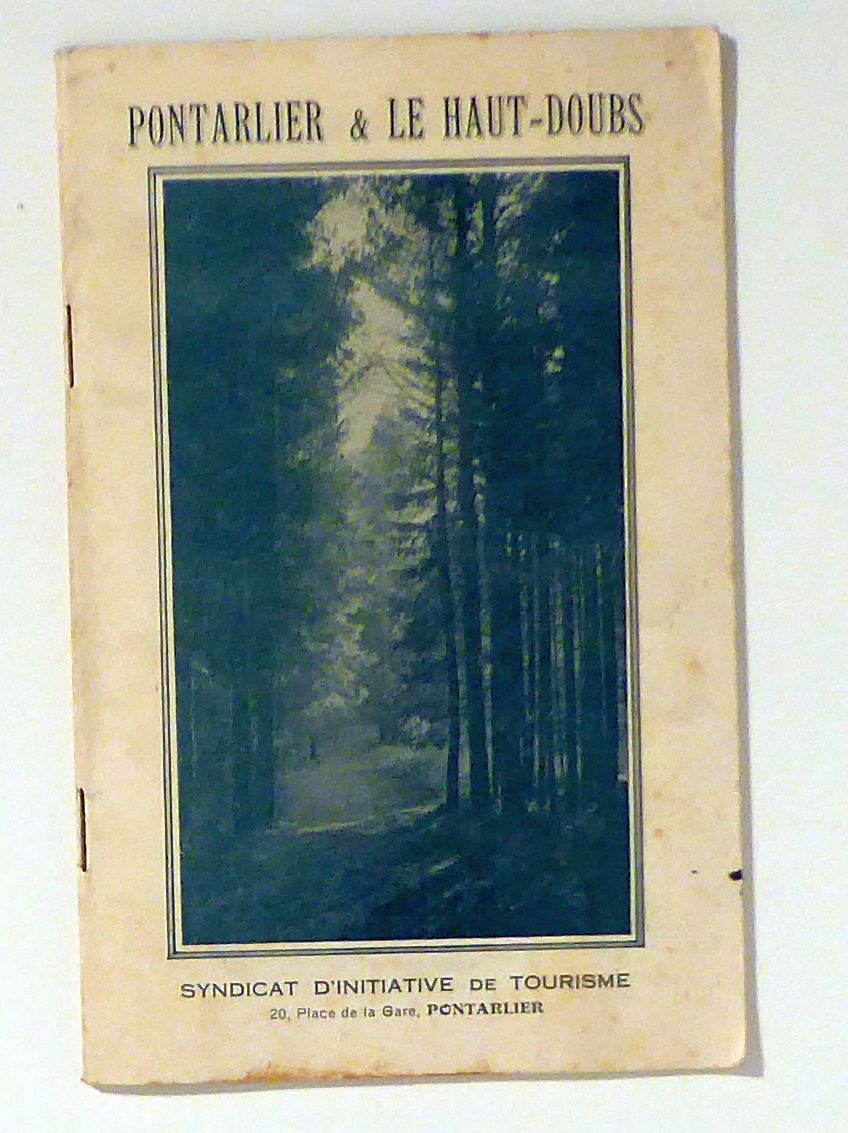 PONTARLIER & LE HAUT-DOUBS
SYNDICAT D'INITIATIVE DE TOURISME
20, Place de la Gare, PONTARLIER